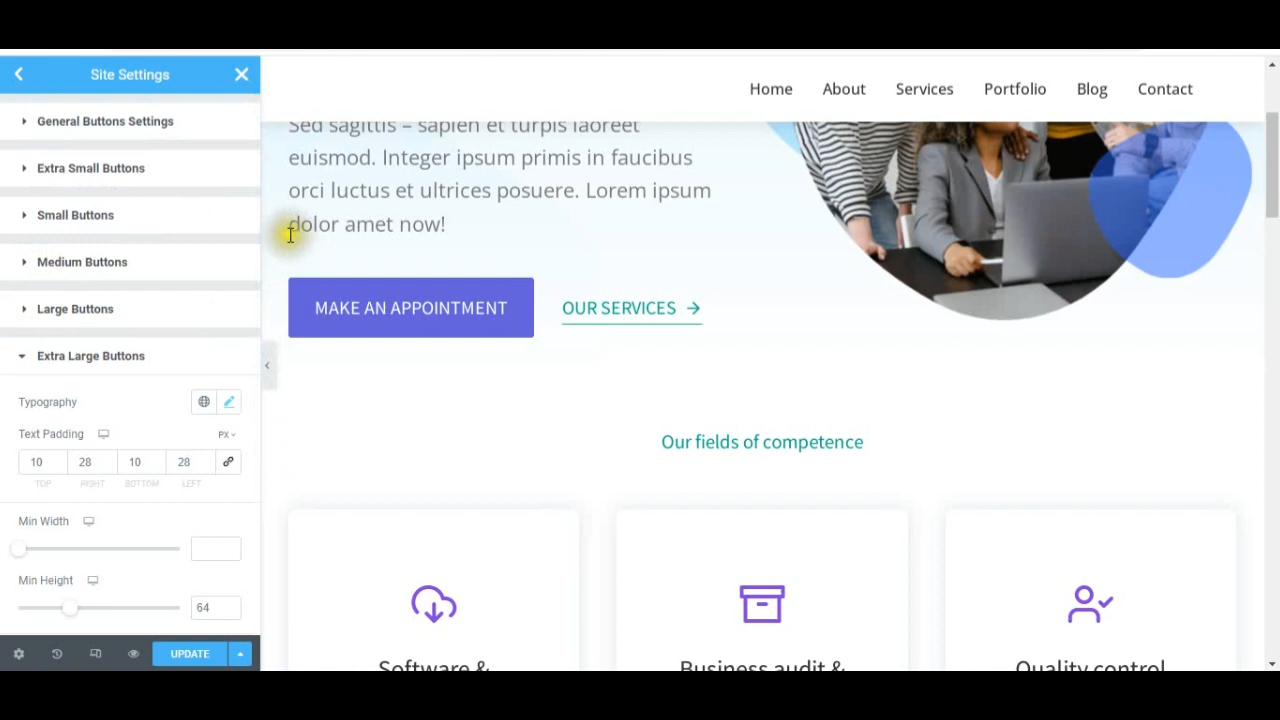 Site Settings
General Buttons Settings
Extra Small Buttons
Small Buttons
Medium Buttons
Large Buttons
Extra Large Buttons
Typography
Text Padding PX
10 28 10 28
TOP RIGHT BOTTOM LEFT
Min Width
Min Height
64
UPDATE
Home About Services Portfolio Blog Contact
Sed sagittis – sapien et turpis laoreet
euismod. Integer ipsum primis in faucibus
orci luctus et ultrices posuere. Lorem ipsum
dolor amet now!
MAKE AN APPOINTMENT OUR SERVICES →
Our fields of competence
Software &
Business audit &
Quality control